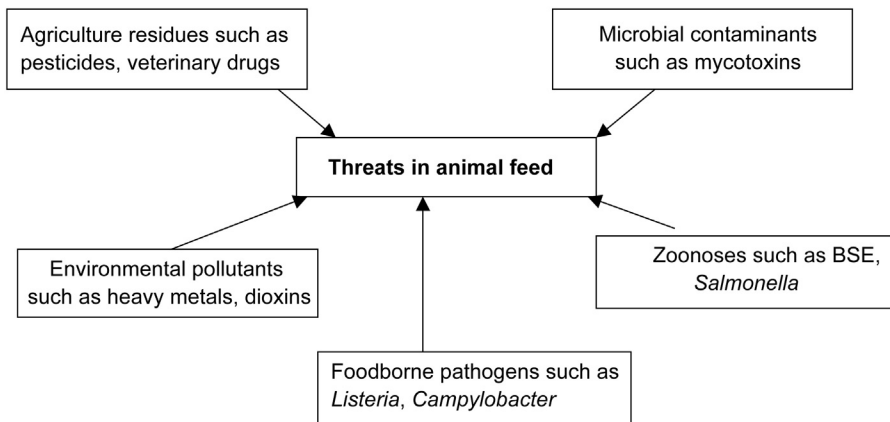 Agriculture residues such as
pesticides, veterinary drugs
Microbial contaminants
such as mycotoxins
Threats in animal feed
Environmental pollutants
such as heavy metals, dioxins
Zoonoses such as BSE,
Salmonella
Foodborne pathogens such as
Listeria, Campylobacter